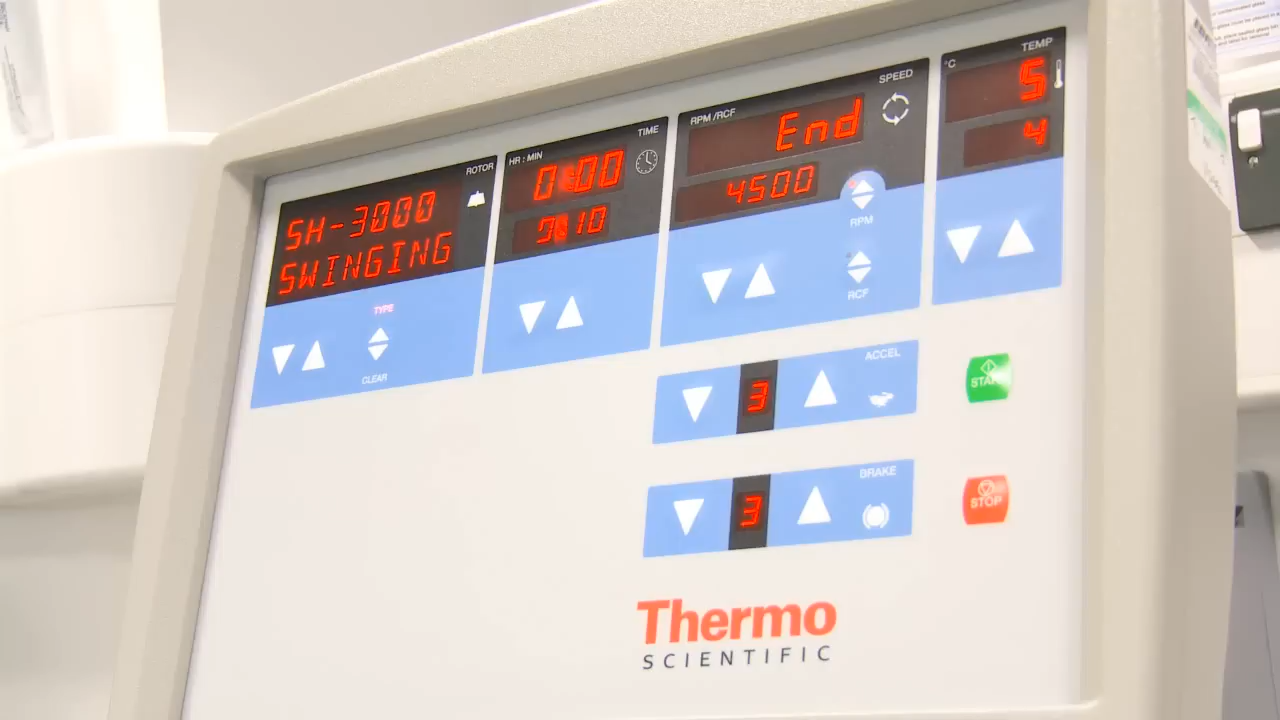 ROTOR
SH-3000
SWINGING
TYPE
CLEAR
HR : MIN TIME
0:00
RPM /RCF SPEED
End
4500
RPM
RCF
°C TEMP
5
4
ACCEL
3
START
BRAKE
3
STOP
Thermo
SCIENTIFIC